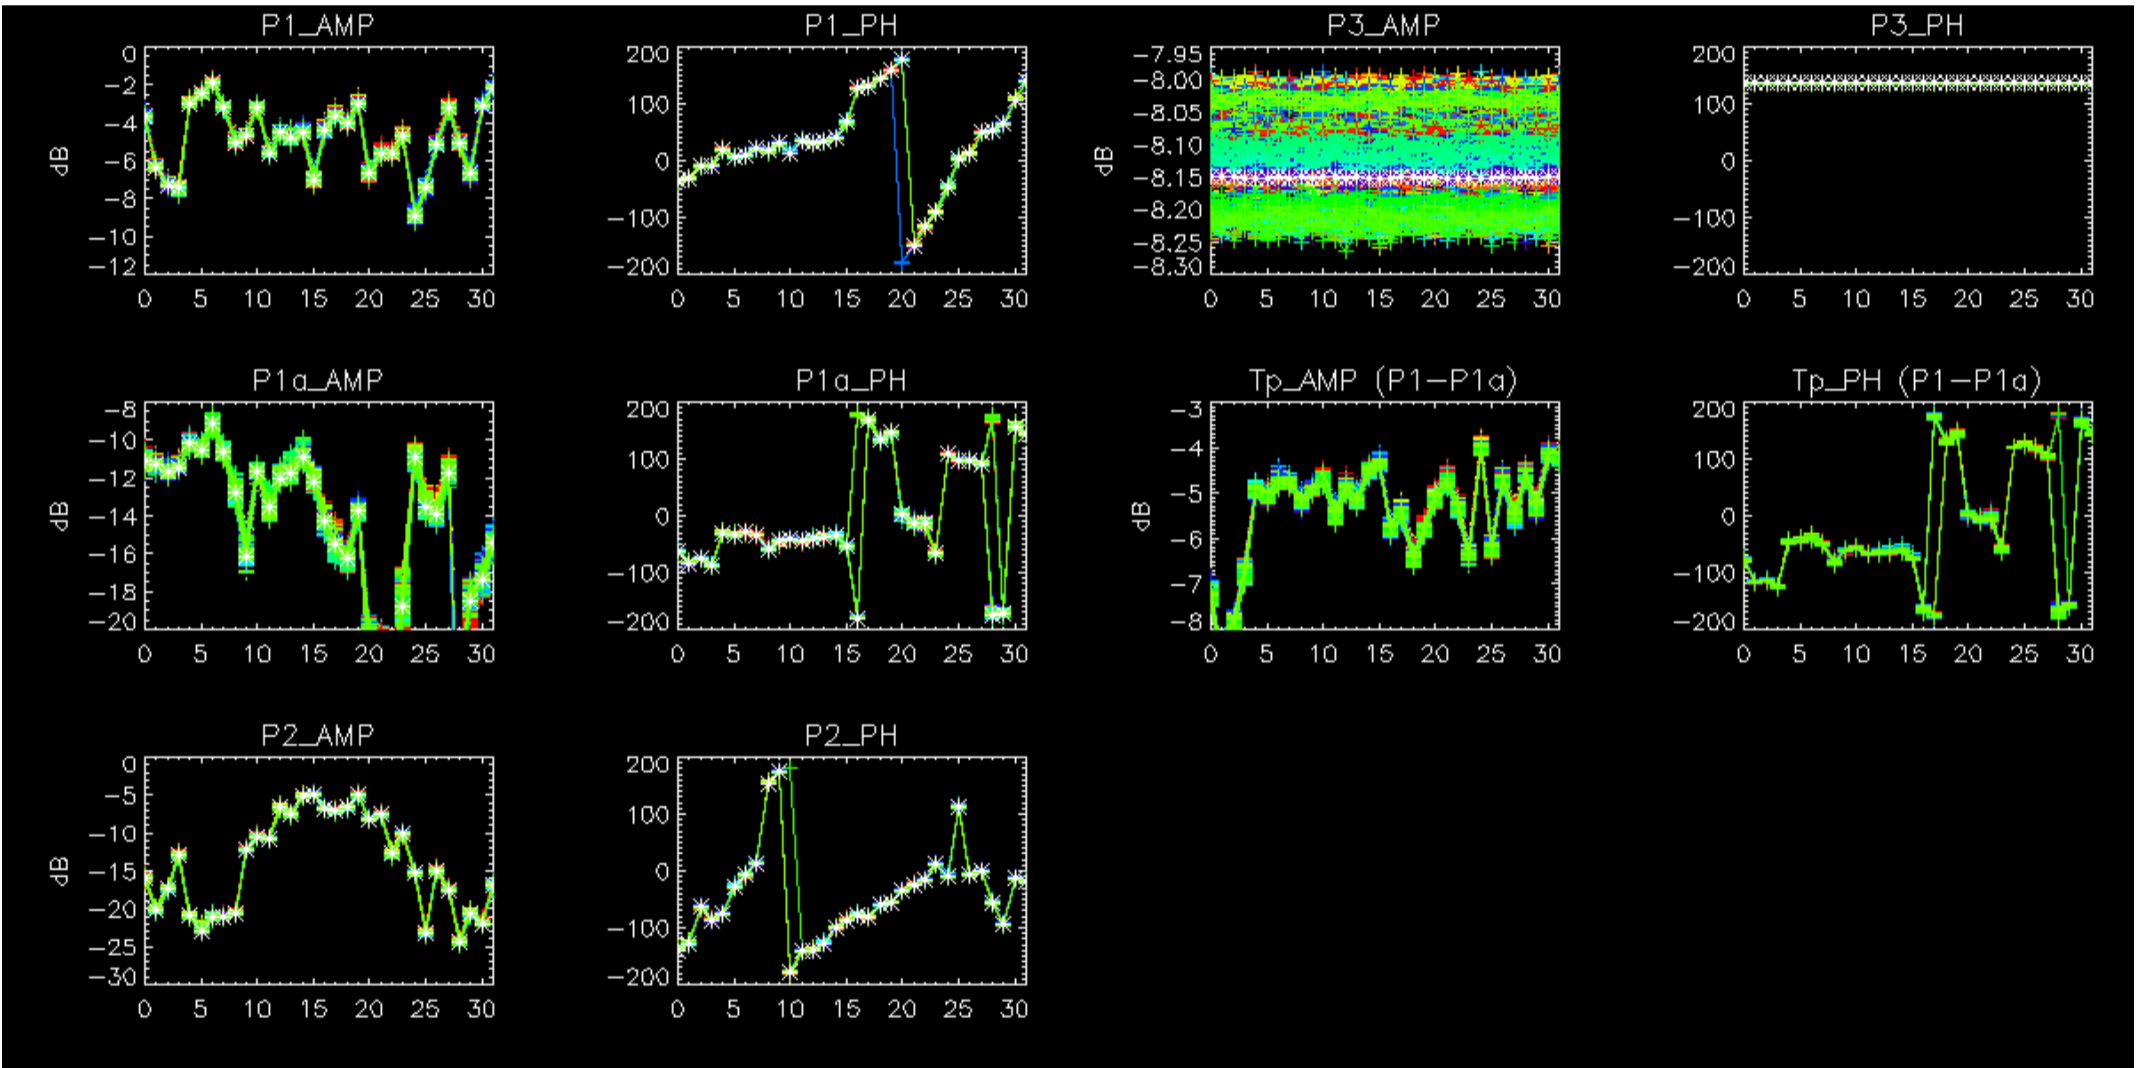 P1_AMP P1_PH P3_AMP P3_PH
dB 0 -2 -4 -6 -8 -10 -12
200 100 0 -100 -200
dB -7.95 -8.00 -8.05 -8.10 -8.15 -8.20 -8.25 -8.30
200 100 0 -100 -200
0 5 10 15 20 25 30 0 5 10 15 20 25 30 0 5 10 15 20 25 30 0 5 10 15 20 25 30
P1a_AMP P1a_PH Tp_AMP (P1-P1a) Tp_PH (P1-P1a)
dB -8 -10 -12 -14 -16 -18 -20
200 100 0 -100 -200
dB -3 -4 -5 -6 -7 -8
200 100 0 -100 -200
0 5 10 15 20 25 30 0 5 10 15 20 25 30 0 5 10 15 20 25 30 0 5 10 15 20 25 30
P2_AMP P2_PH
dB 0 -5 -10 -15 -20 -25 -30
200 100 0 -100 -200
0 5 10 15 20 25 30 0 5 10 15 20 25 30